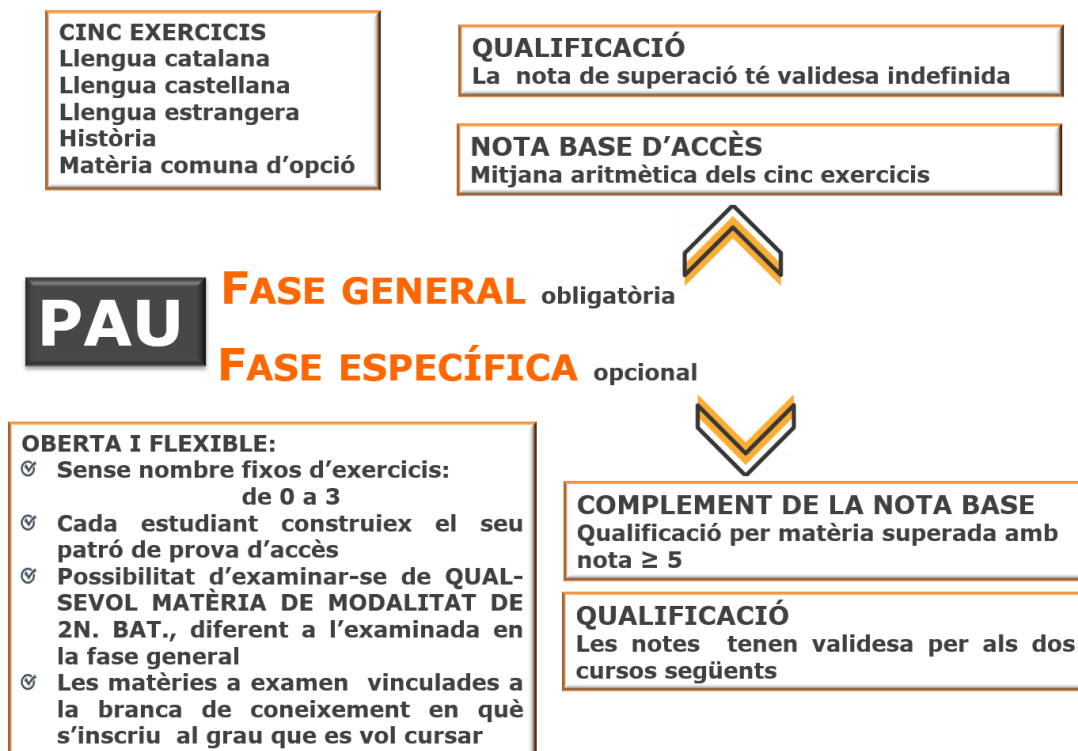 CINC EXERCICIS
Llengua catalana
Llengua castellana
Llengua estrangera
Història
Matèria comuna d’opció
QUALIFICACIÓ
La nota de superació té validesa indefinida
NOTA BASE D’ACCÈS
Mitjana aritmètica dels cinc exercicis
PAU
FASE GENERAL obligatòria
FASE ESPECÍFICA opcional
OBERTA I FLEXIBLE:
Sense nombre fixos d’exercicis:
de 0 a 3
Cada estudiant construiex el seu
patró de prova d’accès
Possibilitat d’examinar-se de QUAL-
SEVOL MATÈRIA DE MODALITAT DE
2N. BAT., diferent a l’examinada en
la fase general
Les matèries a examen vinculades a
la branca de coneixement en què
s’inscriu al grau que es vol cursar
COMPLEMENT DE LA NOTA BASE
Qualificació per matèria superada amb
nota ≥ 5
QUALIFICACIÓ
Les notes tenen validesa per als dos
cursos següents